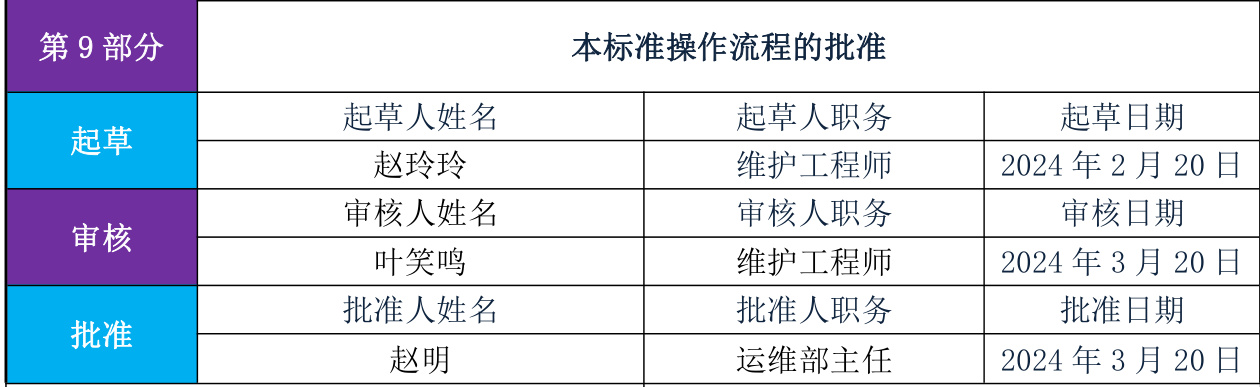 第 9 部分 本标准操作流程的批准
起草 起草人姓名 起草人职务 起草日期
赵玲玲 维护工程师 2024 年 2 月 20 日
审核 审核人姓名 审核人职务 审核日期
叶笑鸣 维护工程师 2024 年 3 月 20 日
批准 批准人姓名 批准人职务 批准日期
赵明 运维部主任 2024 年 3 月 20 日